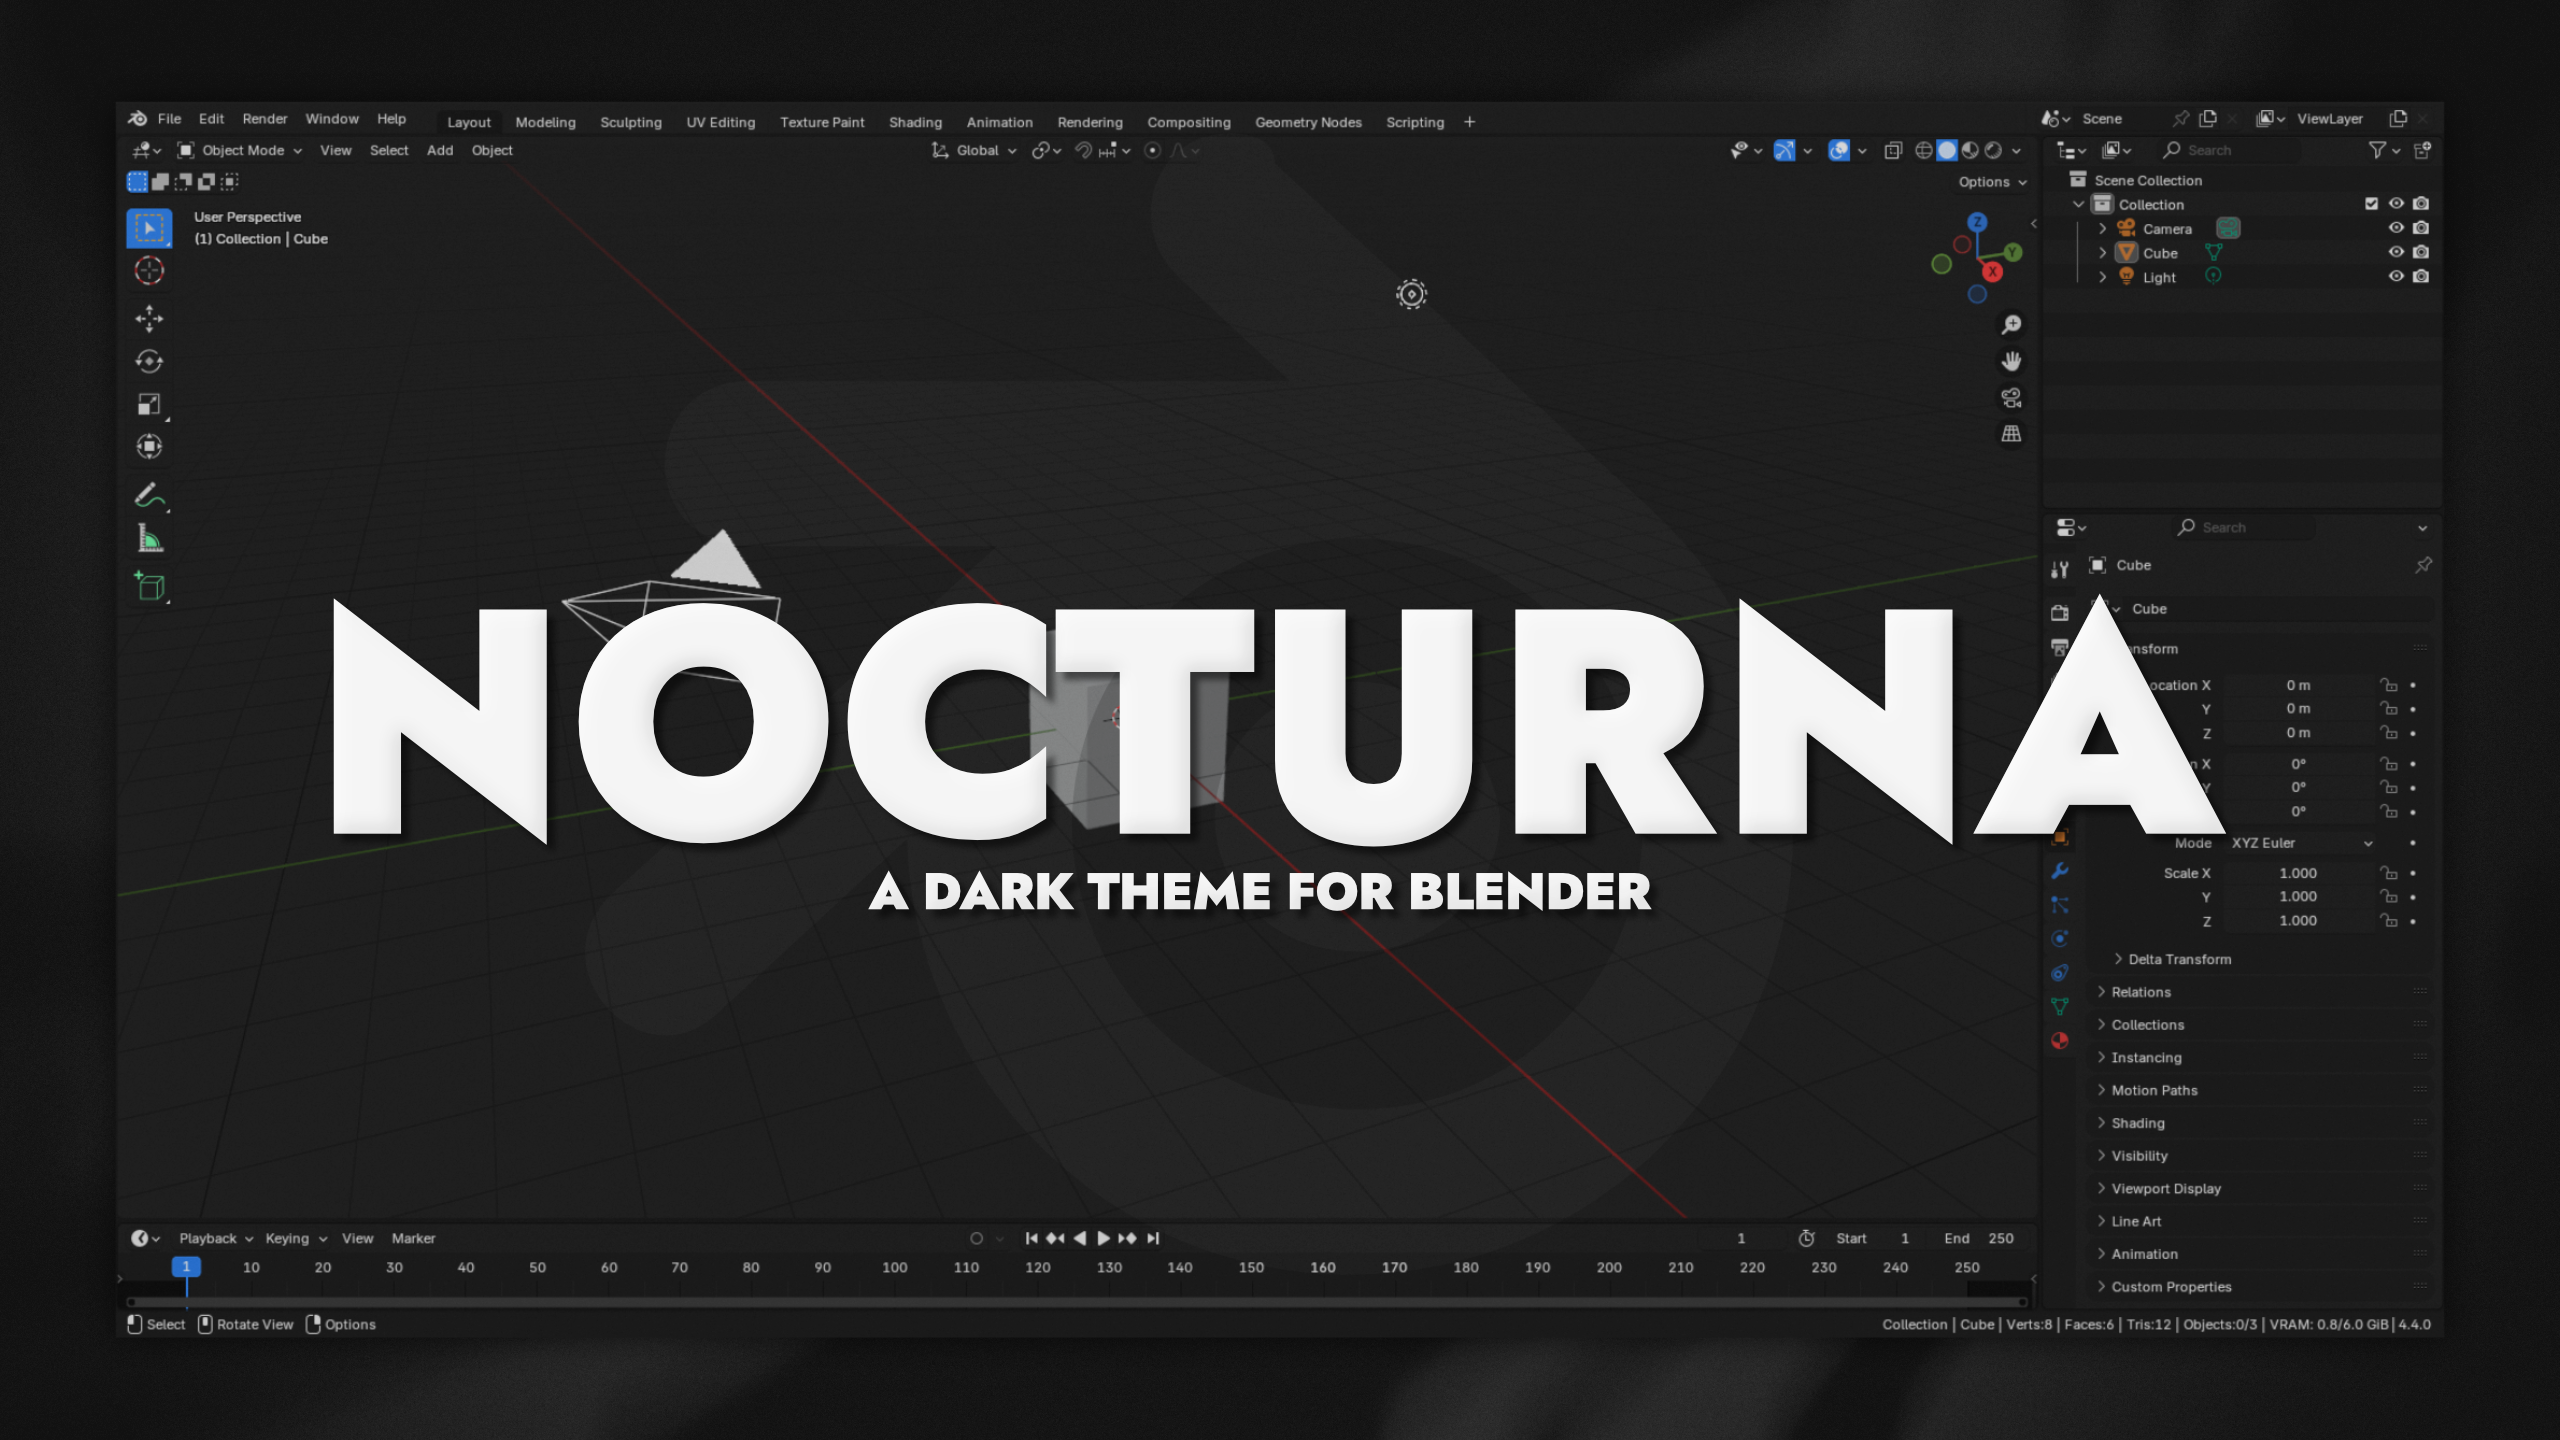 File Edit Render Window Help Layout Modeling Sculpting UV Editing Texture Paint Shading Animation Rendering Compositing Geometry Nodes Scripting + Scene ViewLayer
Object Mode View Select Add Object Global Search
Options
User Perspective
(1) Collection | Cube
Z
Y
X
Scene Collection
Collection
Camera
Cube
Light
Search
Cube
Cube
NOCTURNA
A DARK THEME FOR BLENDER
X 0 m
Y 0 m
Z 0 m
X 0°
Y 0°
0°
Mode XYZ Euler
Scale X 1.000
Y 1.000
Z 1.000
Delta Transform
Relations
Collections
Instancing
Motion Paths
Shading
Visibility
Viewport Display
Line Art
Animation
Custom Properties
Playback Keying View Marker 1 Start 1 End 250
1 10 20 30 40 50 60 70 80 90 100 110 120 130 140 150 160 170 180 190 200 210 220 230 240 250
Select Rotate View Options
Collection | Cube | Verts:8 | Faces:6 | Tris:12 | Objects:0/3 | VRAM: 0.8/6.0 GiB | 4.4.0